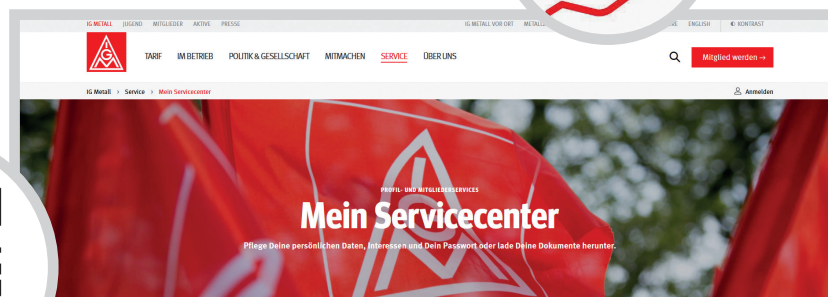 IG METALL JUGEND MITGLIEDER AKTIVE PRESSE IG METALL VOR ORT ENGLISH KONTRAST
IGM
TARIF IM BETRIEB POLITIK & GESELLSCHAFT MITMACHEN SERVICE ÜBER UNS Mitglied werden →
IG Metall > Service > Mein Servicecenter Anmelden
PROFIL- UND MITGLIEDERSERVICES
Mein Servicecenter
Pflege Deine persönlichen Daten, Interessen und Dein Passwort oder lade Deine Dokumente herunter.